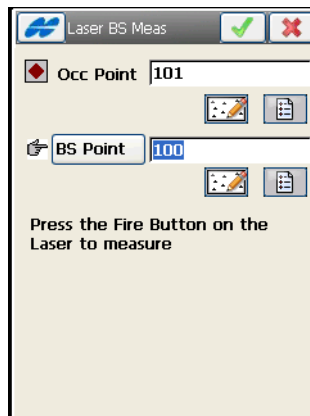 Laser BS Meas
Occ Point 101
BS Point 100
Press the Fire Button on the
Laser to measure